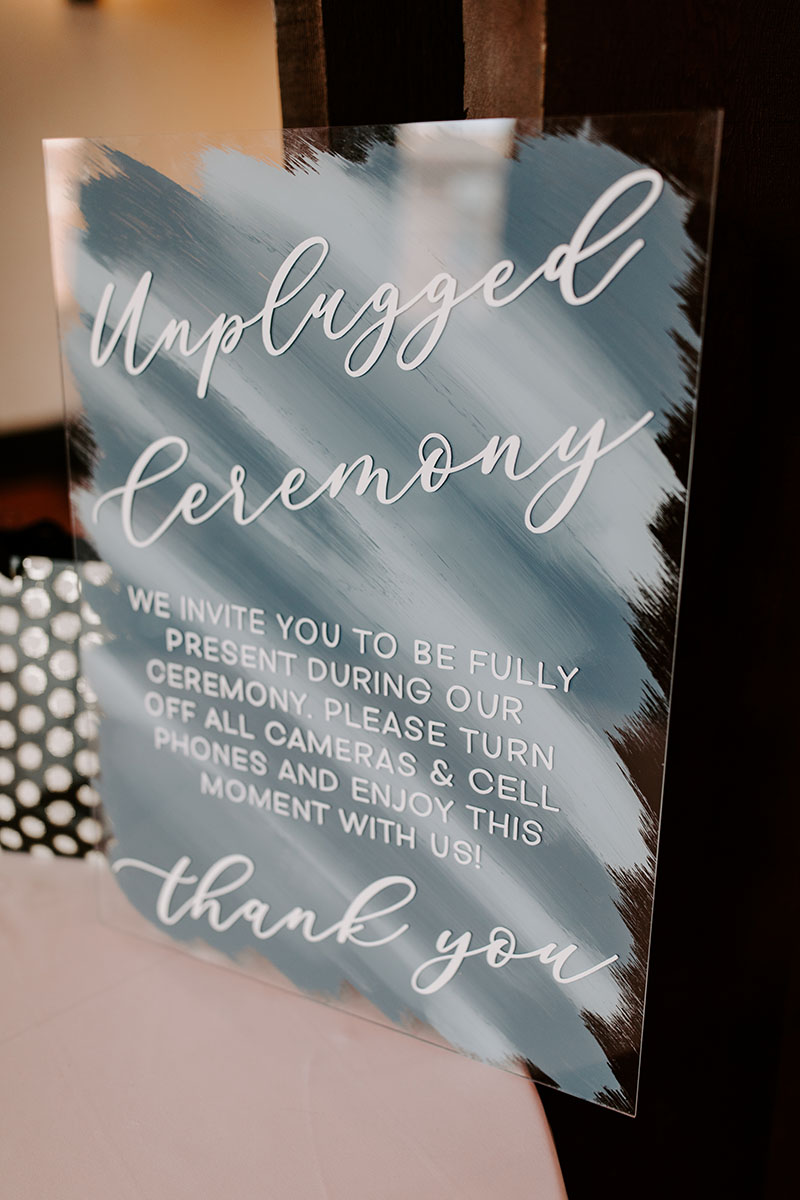 Unplugged
Ceremony
WE INVITE YOU TO BE FULLY
PRESENT DURING OUR
CEREMONY. PLEASE TURN
OFF ALL CAMERAS & CELL
PHONES AND ENJOY THIS
MOMENT WITH US!
thank you